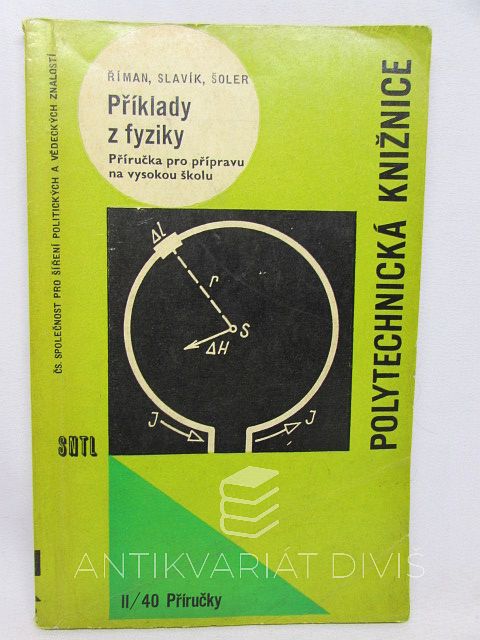 ŘÍMAN, SLAVÍK, ŠOLER
Příklady
z fyziky
Příručka pro přípravu
na vysokou školu
ČS. SPOLEČNOST PRO ŠÍŘENÍ POLITICKÝCH A VĚDECKÝCH ZNALOSTÍ
POLYTECHNICKÁ KNIŽNICE
Δl
r
S
ΔH
J
J
SNTL
ANTIKVARIÁT DIVIŠ
II/40 Příručky